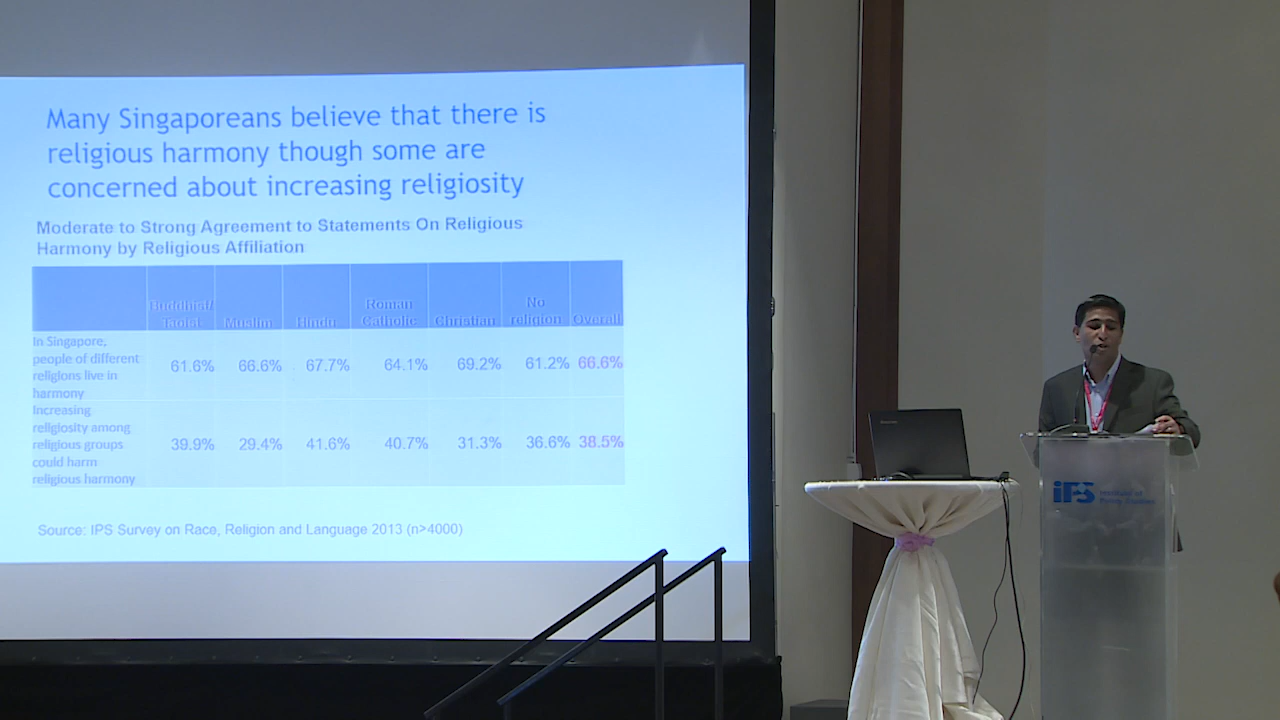 Many Singaporeans believe that there is
religious harmony though some are
concerned about increasing religiosity
Moderate to Strong Agreement to Statements On Religious
Harmony by Religious Affiliation
Buddhist/ Taoist Muslim Hindu Roman Catholic Christian No religion Overall
In Singapore,
people of different
religions live in
harmony
61.6% 66.6% 67.7% 64.1% 69.2% 61.2% 66.6%
Increasing
religiosity among
religious groups
could harm
religious harmony
39.9% 29.4% 41.6% 40.7% 31.3% 36.6% 38.5%
Source: IPS Survey on Race, Religion and Language 2013 (n>4000)
iPS Institute of
Policy Studies